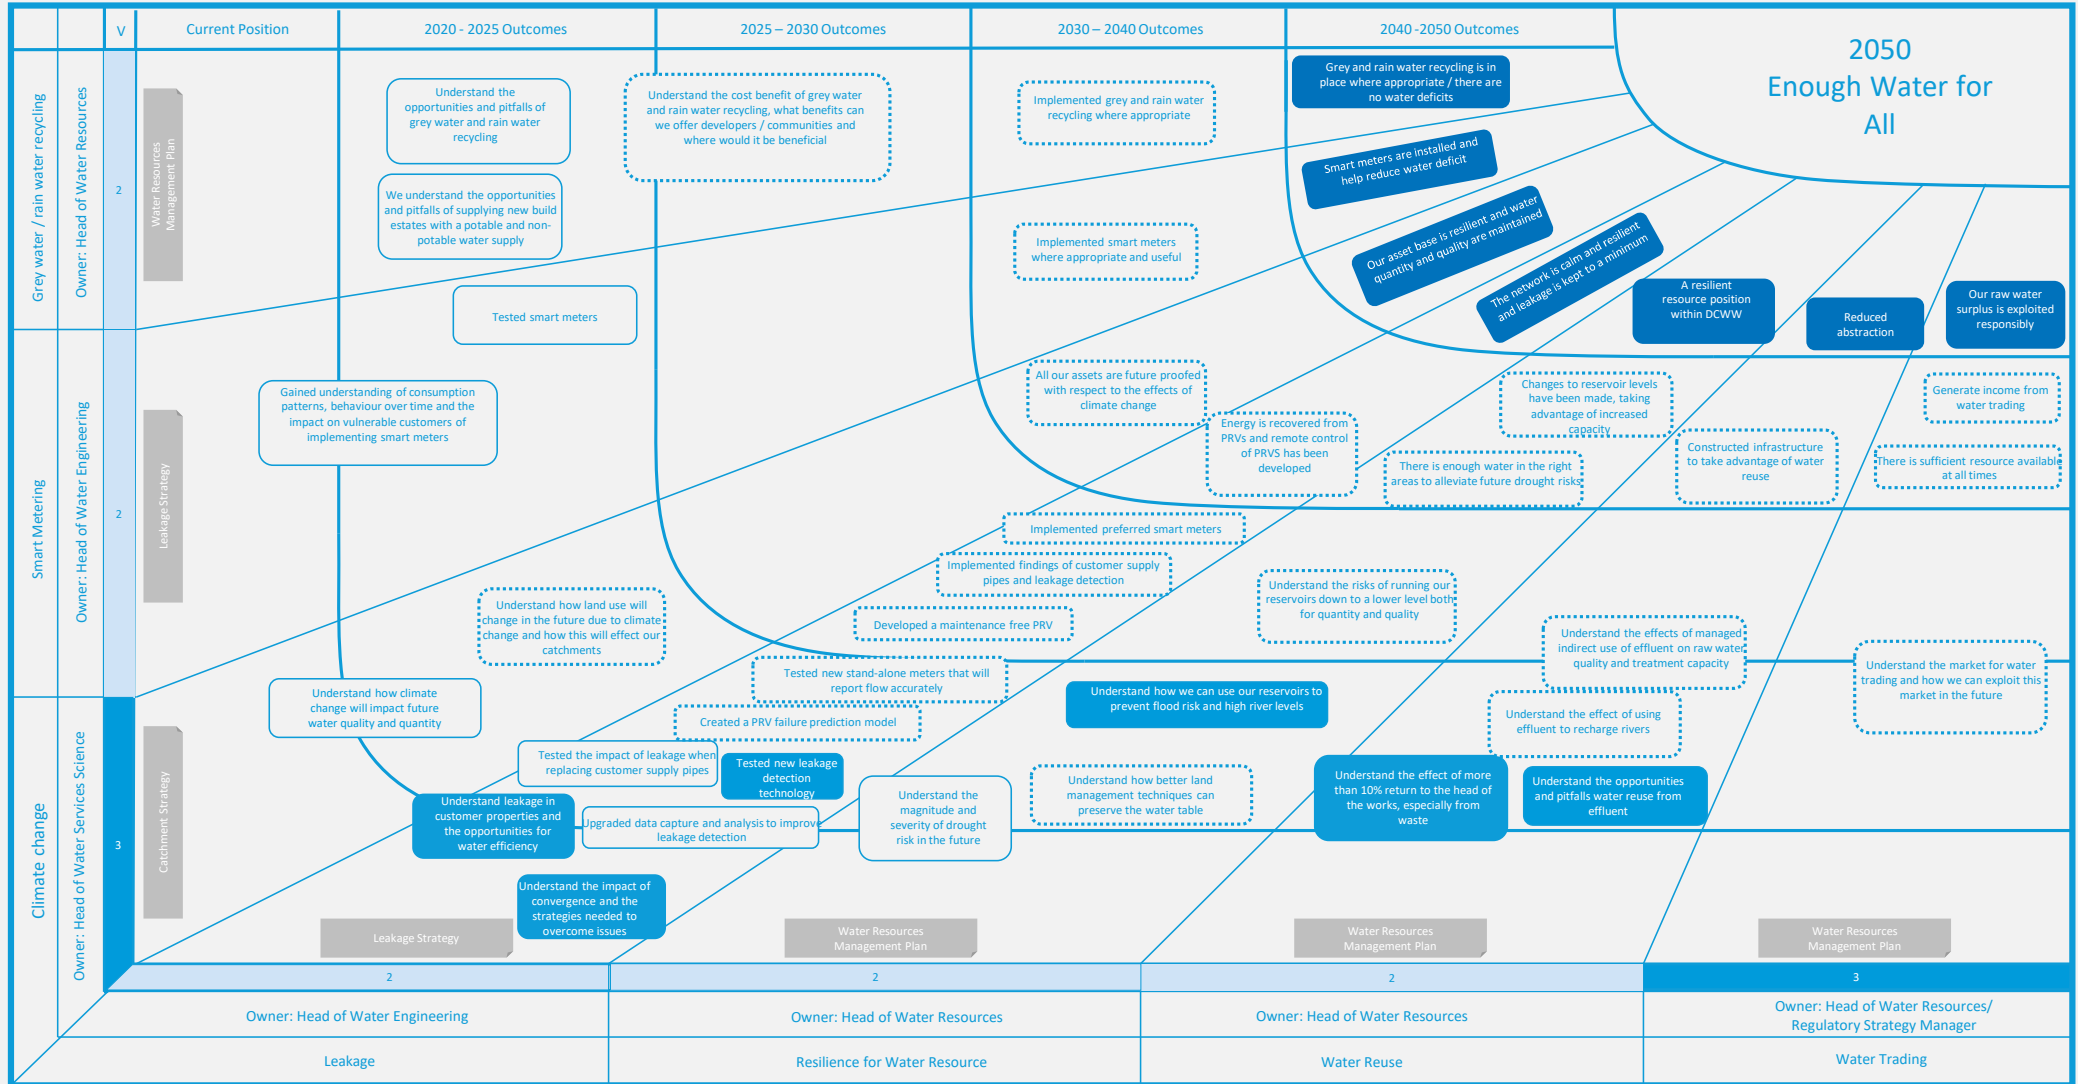 V
Current Position
2020 - 2025 Outcomes
2025 – 2030 Outcomes
2030 – 2040 Outcomes
2040 -2050 Outcomes
2050
Enough Water for
All
Grey water / rain water recycling
Owner: Head of Water Resources
2
Water Resources
Management Plan
Understand the
opportunities and pitfalls of
grey water and rain water
recycling
We understand the opportunities
and pitfalls of supplying new build
estates with a potable and non-
potable water supply
Understand the cost benefit of grey water
and rain water recycling, what benefits can
we offer developers / communities and
where would it be beneficial
Implemented grey and rain water
recycling where appropriate
Grey and rain water recycling is in
place where appropriate / there are
no water deficits
Smart meters are installed and
help reduce water deficit
Our asset base is resilient and water
quantity and quality are maintained
The network is calm and resilient
and leakage is kept to a minimum
A resilient
resource position
within DCWW
Reduced
abstraction
Our raw water
surplus is exploited
responsibly
Implemented smart meters
where appropriate and useful
Tested smart meters
Smart Metering
Owner: Head of Water Engineering
2
Leakage Strategy
Gained understanding of consumption
patterns, behaviour over time and the
impact on vulnerable customers of
implementing smart meters
All our assets are future proofed
with respect to the effects of
climate change
Energy is recovered from
PRVs and remote control
of PRVS has been
developed
Changes to reservoir levels
have been made, taking
advantage of increased
capacity
There is enough water in the right
areas to alleviate future drought risks
Constructed infrastructure
to take advantage of water
reuse
Generate income from
water trading
There is sufficient resource available
at all times
Implemented preferred smart meters
Implemented findings of customer supply
pipes and leakage detection
Developed a maintenance free PRV
Understand how land use will
change in the future due to climate
change and how this will effect our
catchments
Understand the risks of running our
reservoirs down to a lower level both
for quantity and quality
Understand the effects of managed
indirect use of effluent on raw water
quality and treatment capacity
Understand the market for water
trading and how we can exploit this
market in the future
Climate change
Owner: Head of Water Services Science
3
Catchment Strategy
Understand how climate
change will impact future
water quality and quantity
Tested new stand-alone meters that will
report flow accurately
Created a PRV failure prediction model
Understand how we can use our reservoirs to
prevent flood risk and high river levels
Understand the effect of using
effluent to recharge rivers
Tested the impact of leakage when
replacing customer supply pipes
Tested new leakage
detection
technology
Understand leakage in
customer properties and
the opportunities for
water efficiency
Upgraded data capture and analysis to improve
leakage detection
Understand the
magnitude and
severity of drought
risk in the future
Understand how better land
management techniques can
preserve the water table
Understand the effect of more
than 10% return to the head of
the works, especially from
waste
Understand the opportunities
and pitfalls water reuse from
effluent
Understand the impact of
convergence and the
strategies needed to
overcome issues
Leakage Strategy
Water Resources
Management Plan
Water Resources
Management Plan
Water Resources
Management Plan
2
2
2
3
Owner: Head of Water Engineering
Owner: Head of Water Resources
Owner: Head of Water Resources
Owner: Head of Water Resources/
Regulatory Strategy Manager
Leakage
Resilience for Water Resource
Water Reuse
Water Trading